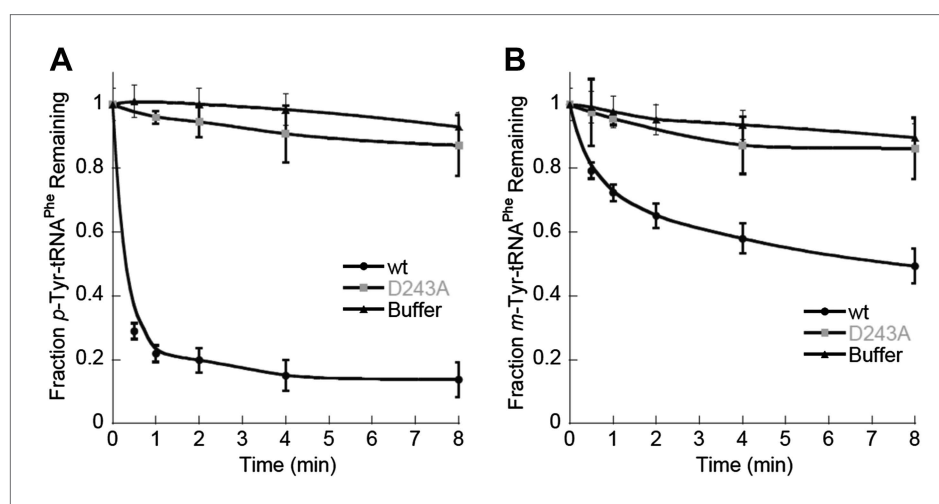 A
Fraction p-Tyr-tRNAPhe Remaining
1
0.8
0.6
0.4
0.2
0
0 1 2 3 4 5 6 7 8
Time (min)
wt
D243A
Buffer
B
Fraction m-Tyr-tRNAPhe Remaining
1
0.8
0.6
0.4
0.2
0
0 1 2 3 4 5 6 7 8
Time (min)
wt
D243A
Buffer